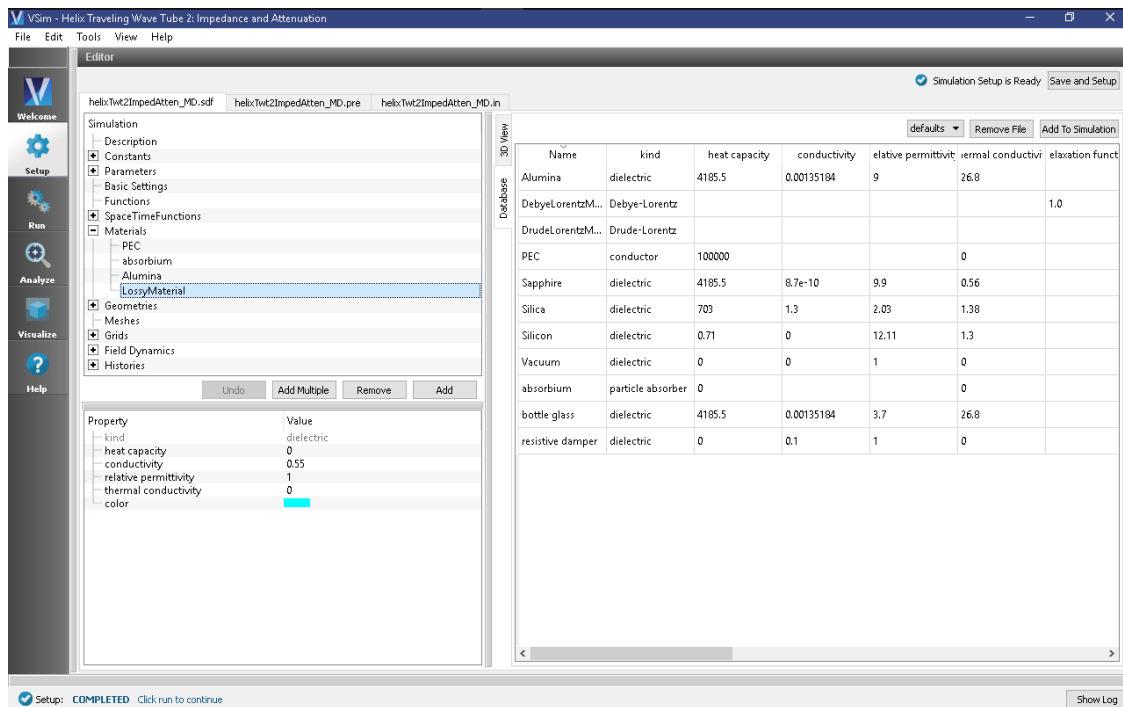 VSim - Helix Traveling Wave Tube 2: Impedance and Attenuation
File Edit Tools View Help
Editor
Simulation Setup is Ready Save and Setup
helixTwt2ImpedAtten_MD.sdf helixTwt2ImpedAtten_MD.pre helixTwt2ImpedAtten_MD.in
Welcome
Setup
Run
Analyze
Visualize
Help
Simulation
Description
Constants
Parameters
Basic Settings
Functions
SpaceTimeFunctions
Materials
PEC
absorbium
Alumina
LossyMaterial
Geometries
Meshes
Grids
Field Dynamics
Histories
Undo Add Multiple Remove Add
Property Value
kind dielectric
heat capacity 0
conductivity 0.55
relative permittivity 1
thermal conductivity 0
color
3D View
Database
defaults Remove File Add To Simulation
Name kind heat capacity conductivity elative permittivit ermal conductivi elaxation funct
Alumina dielectric 4185.5 0.00135184 9 26.8
DebyeLorentzM... Debye-Lorentz 1.0
DrudeLorentzM... Drude-Lorentz
PEC conductor 100000 0
Sapphire dielectric 4185.5 8.7e-10 9.9 0.56
Silica dielectric 703 1.3 2.03 1.38
Silicon dielectric 0.71 0 12.11 1.3
Vacuum dielectric 0 0 1 0
absorbium particle absorber 0 0
bottle glass dielectric 4185.5 0.00135184 3.7 26.8
resistive damper dielectric 0 0.1 1 0
Setup: COMPLETED Click run to continue
Show Log